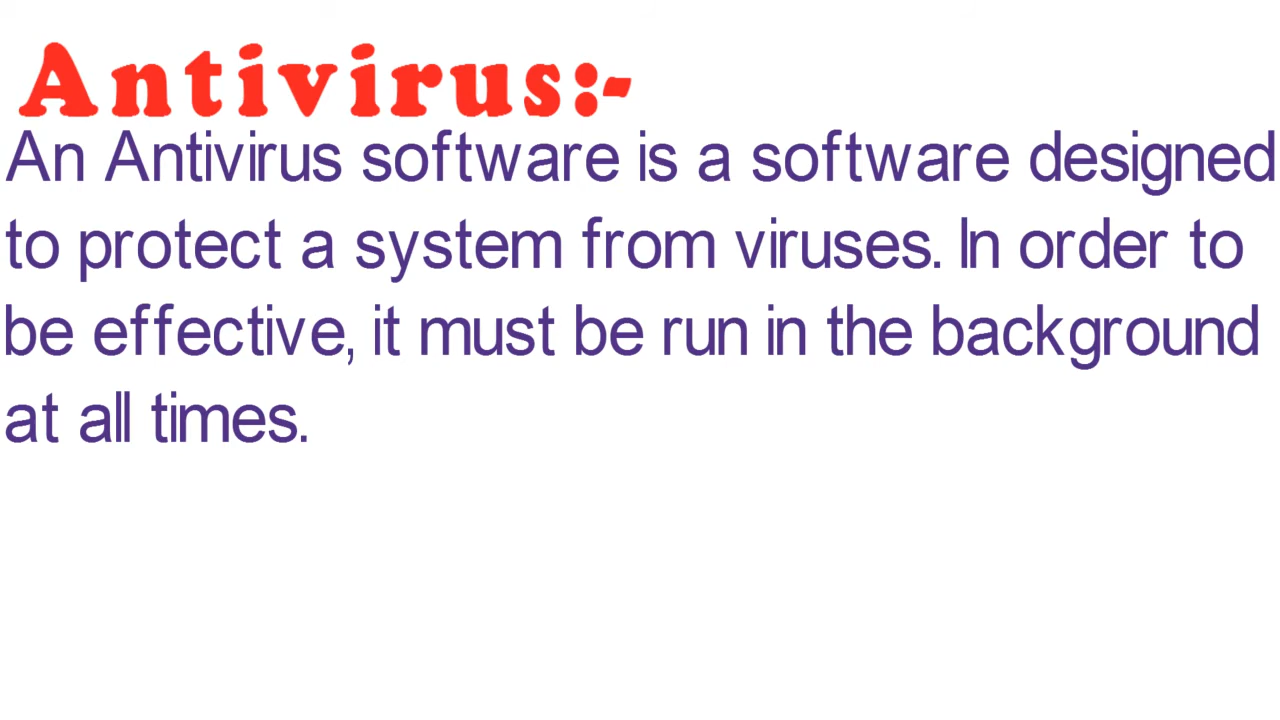 Antivirus:-
An Antivirus software is a software designed
to protect a system from viruses. In order to
be effective, it must be run in the background
at all times.